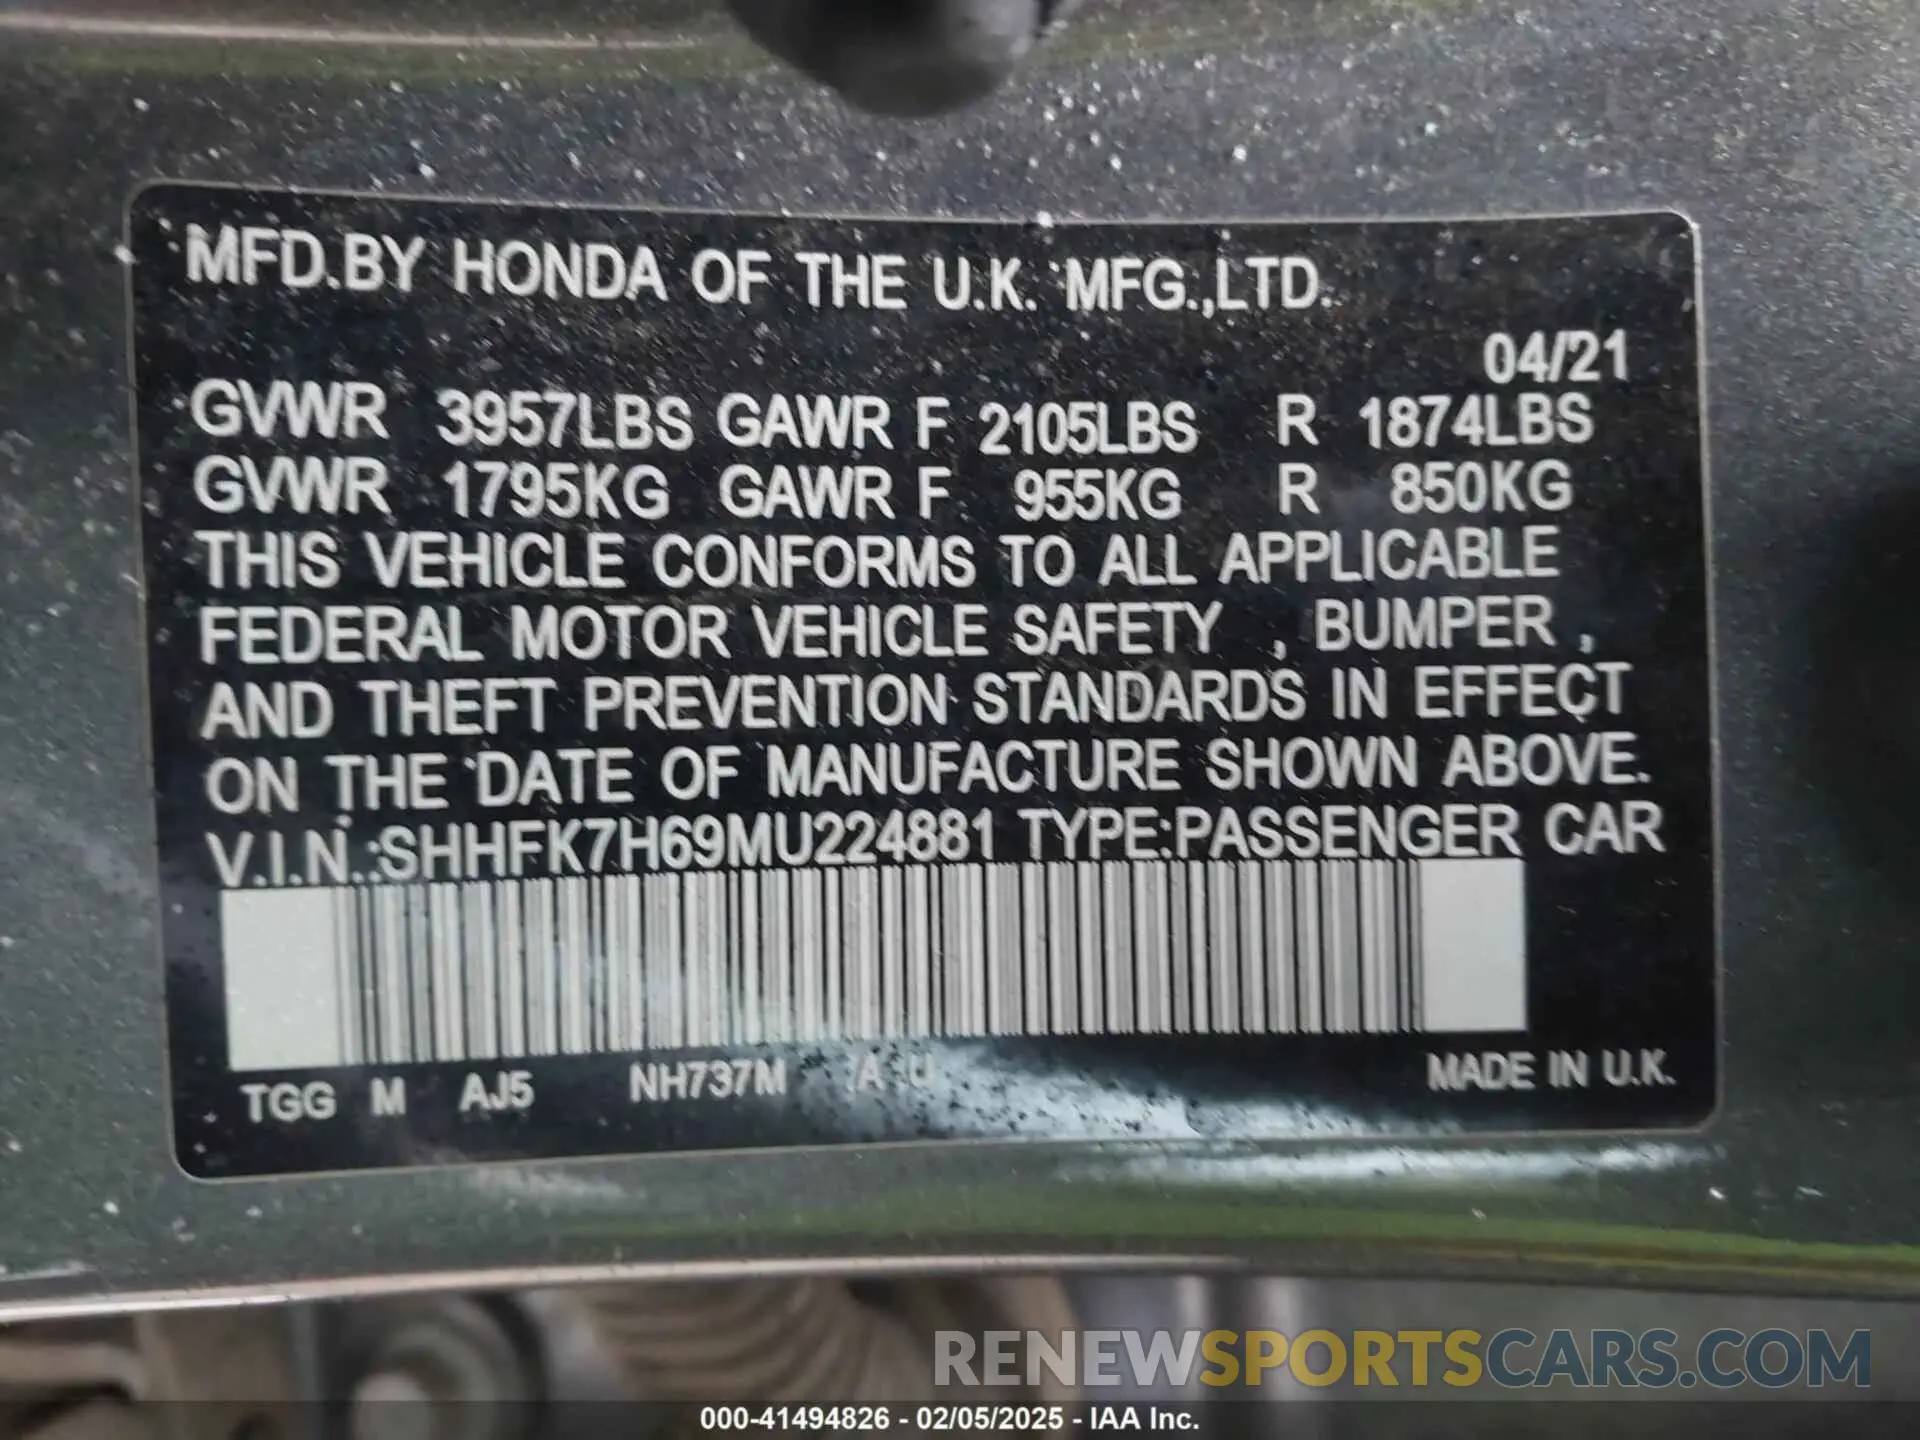 MFD.BY HONDA OF THE U.K. MFG.,LTD.
04/21
GVWR 3957LBS GAWR F 2105LBS R 1874LBS
GVWR 1795KG GAWR F 955KG R 850KG
THIS VEHICLE CONFORMS TO ALL APPLICABLE
FEDERAL MOTOR VEHICLE SAFETY , BUMPER ,
AND THEFT PREVENTION STANDARDS IN EFFECT
ON THE DATE OF MANUFACTURE SHOWN ABOVE.
V.I.N.:SHHFK7H69MU224881 TYPE:PASSENGER CAR
TGG M AJ5 NH737M A U MADE IN U.K.
RENEWSPORTSCARS.COM
000-41494826 - 02/05/2025 - IAA Inc.